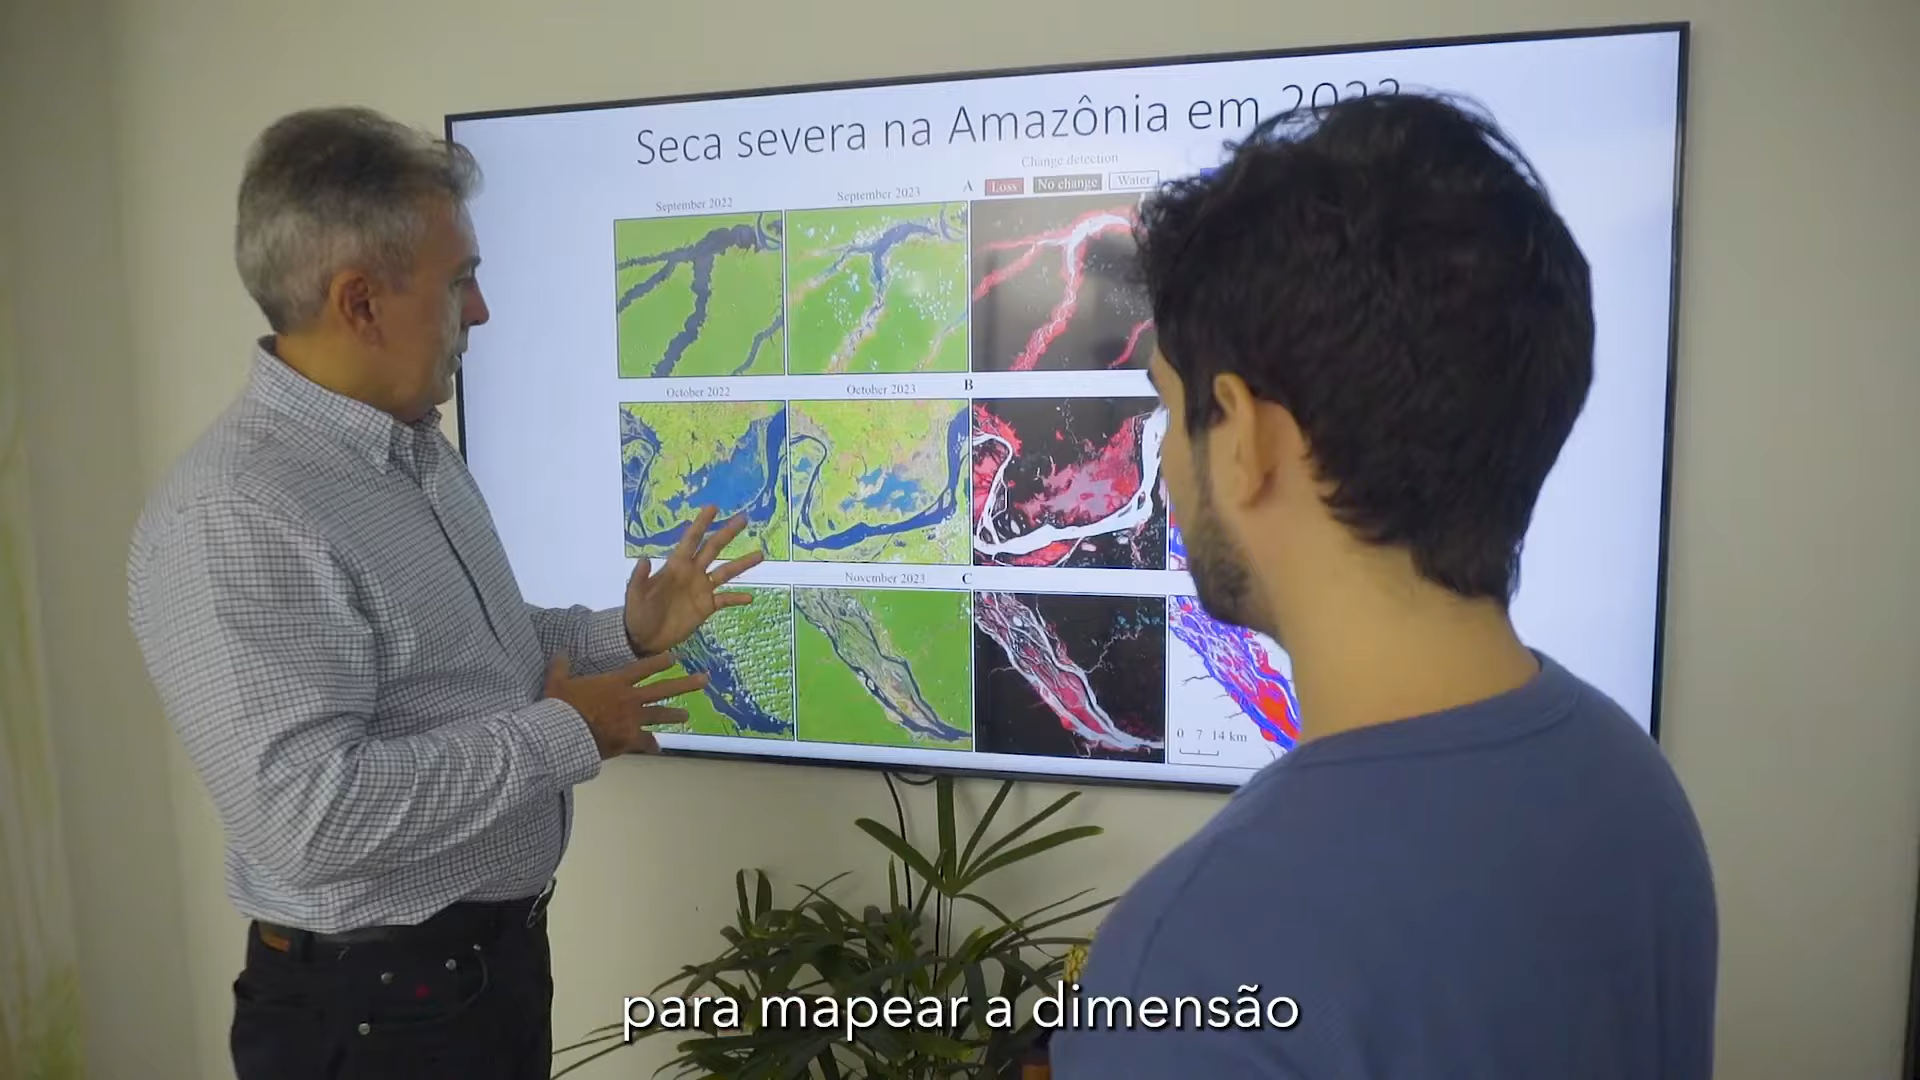 Seca severa na Amazônia em 2023
Change detection
A Loss No change Water
September 2022
September 2023
October 2022
October 2023
B
November 2023
C
0 7 14 km
para mapear a dimensão